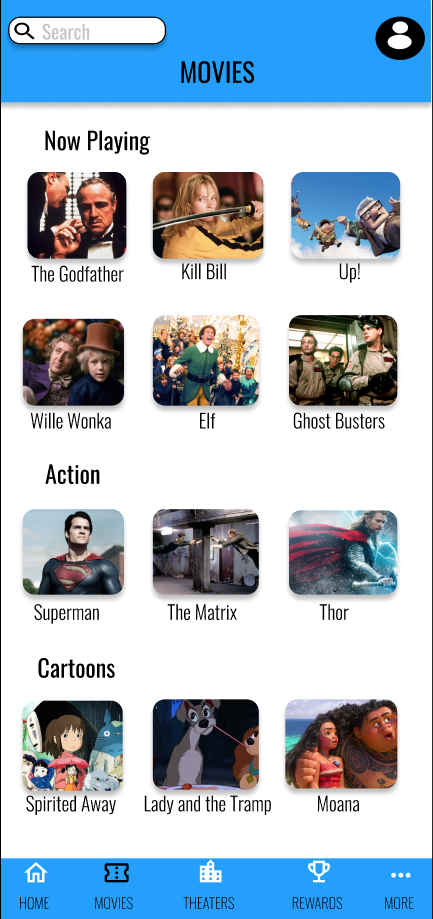 Search
MOVIES
Now Playing
The Godfather Kill Bill Up!
Wille Wonka Elf Ghost Busters
Action
Superman The Matrix Thor
Cartoons
Spirited Away Lady and the Tramp Moana
HOME MOVIES THEATERS REWARDS MORE